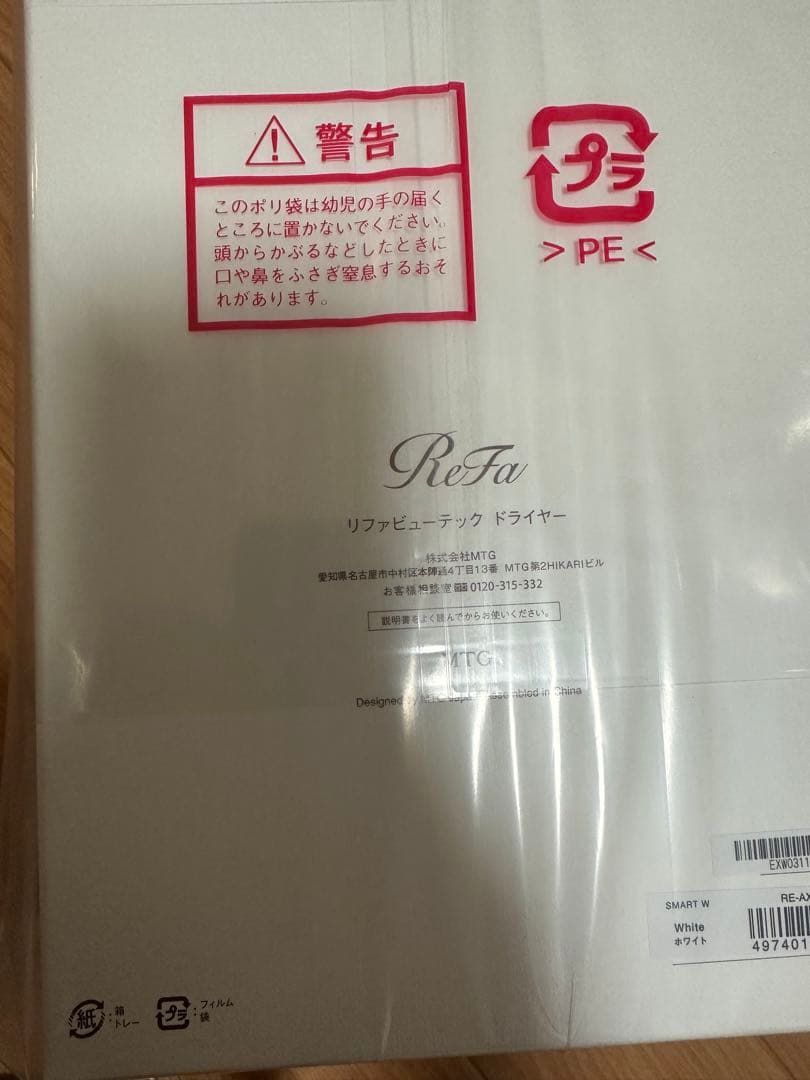 警告
このポリ袋は幼児の手の届く
ところに置かないでください。
頭からかぶるなどしたときに
口や鼻をふさぎ窒息するおそ
れがあります。
プラ
>PE<
ReFa
リファビューテック ドライヤー
株式会社MTG
愛知県名古屋市中村区本陣通4丁目13番 MTG第2HIKARIビル
お客様相談室 0120-315-332
説明書をよく読んでからお使いください。
MTG
Designed by assembled in China
EXW0311
SMART W RE-AX
White
ホワイト
497401
紙 :箱
トレー
プラ :フィルム
袋